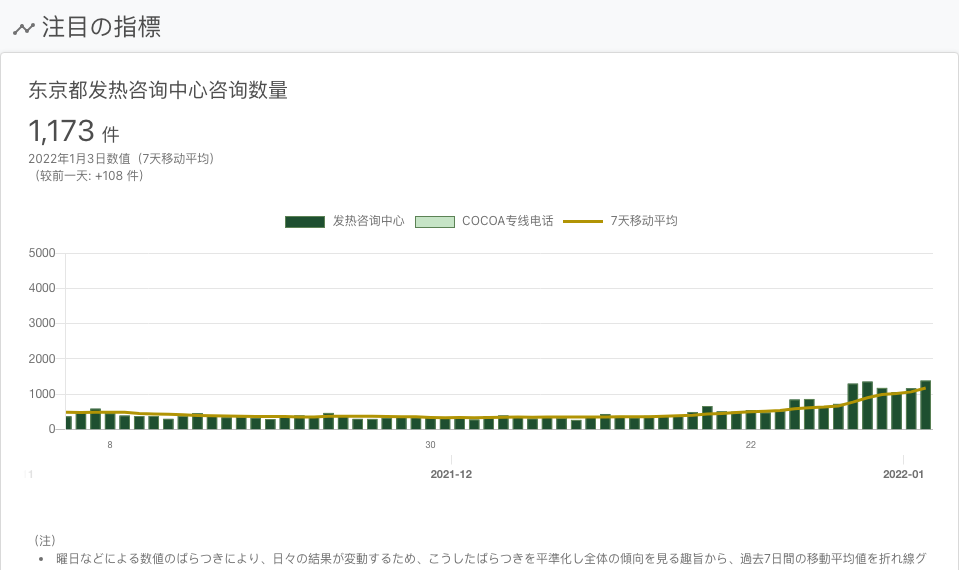 注目の指標
东京都发热咨询中心咨询数量
1,173 件
2022年1月3日数值（7天移动平均）
（较前一天: +108 件）
发热咨询中心 COCOA专线电话 7天移动平均
5000
4000
3000
2000
1000
0
8 30 22
1 2021-12 2022-01
（注）
• 曜日などによる数値のばらつきにより、日々の結果が変動するため、こうしたばらつきを平準化し全体の傾向を見る趣旨から、過去7日間の移動平均値を折れ線グ